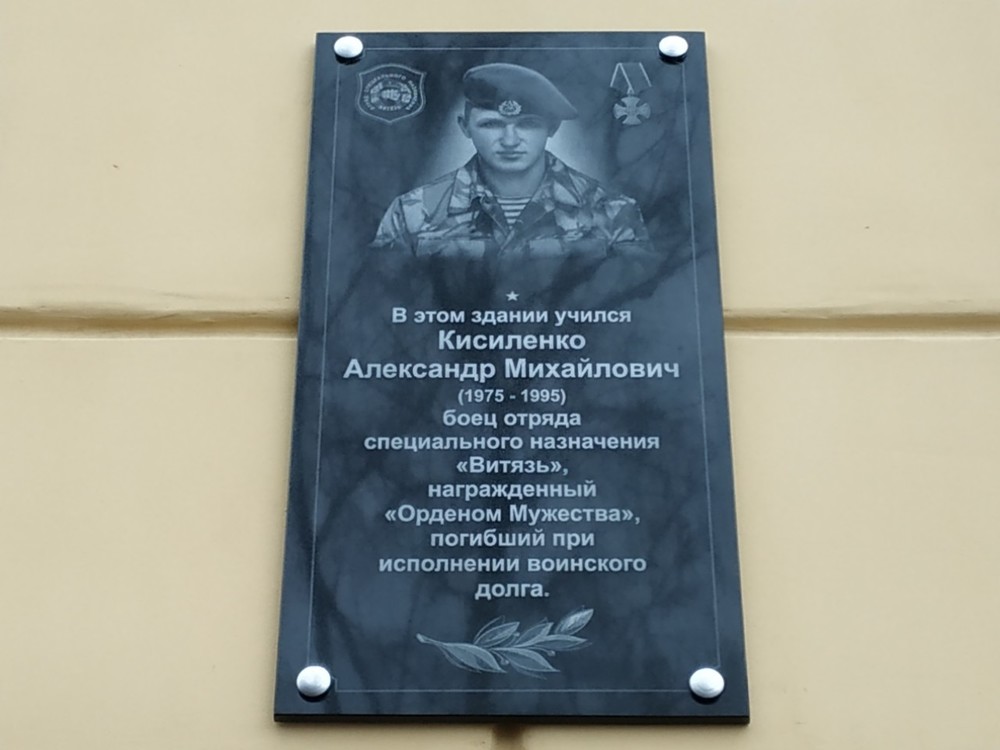 В этом здании учился
Кисиленко
Александр Михайлович
(1975 - 1995)
боец отряда
специального назначения
«Витязь»,
награжденный
«Орденом Мужества»,
погибший при
исполнении воинского
долга.